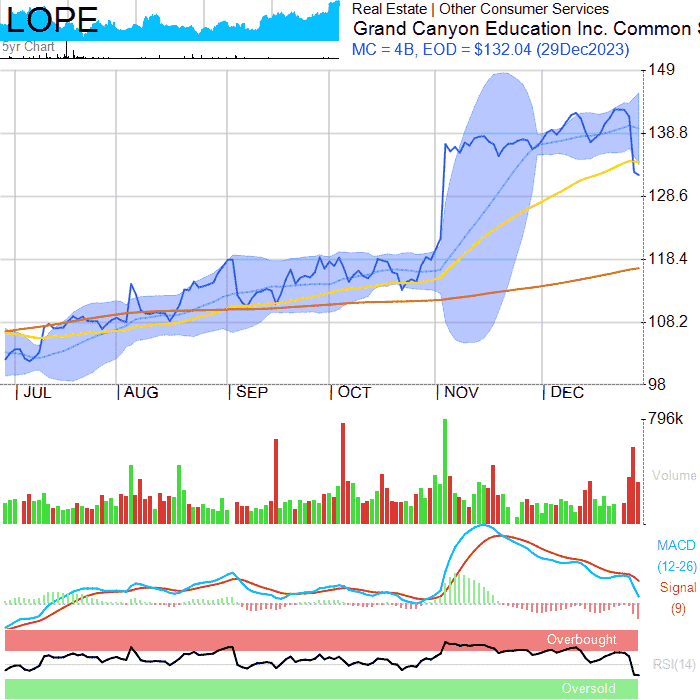 LOPE
5yr Chart
Real Estate | Other Consumer Services
Grand Canyon Education Inc. Common S
MC = 4B, EOD = $132.04 (29Dec2023)
149
138.8
128.6
118.4
108.2
98
JUL AUG SEP OCT NOV DEC
796k
Volume
MACD
(12-26)
Signal
(9)
Overbought
RSI(14)
Oversold